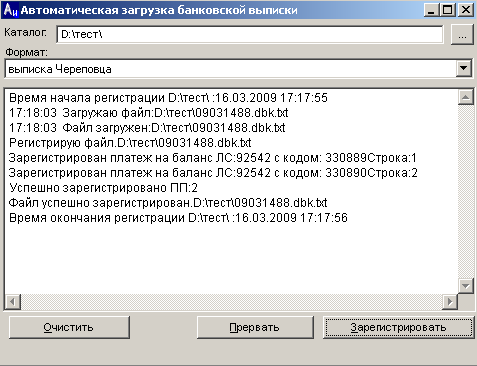 Автоматическая загрузка банковской выписки
Каталог: D:\тест\ ...
Формат:
выписка Череповца
Время начала регистрации D:\тест\ :16.03.2009 17:17:55
17:18:03 Загружаю файл:D:\тест\09031488.dbk.txt
17:18:03 Файл загружен:D:\тест\09031488.dbk.txt
Регистрирую файл.D:\тест\09031488.dbk.txt
Зарегистрирован платеж на баланс ЛС:92542 с кодом: 330889Строка:1
Зарегистрирован платеж на баланс ЛС:92542 с кодом: 330890Строка:2
Успешно зарегистрировано ПП:2
Файл успешно зарегистрирован.D:\тест\09031488.dbk.txt
Время окончания регистрации D:\тест\ :16.03.2009 17:17:56
Очистить Прервать Зарегистрировать